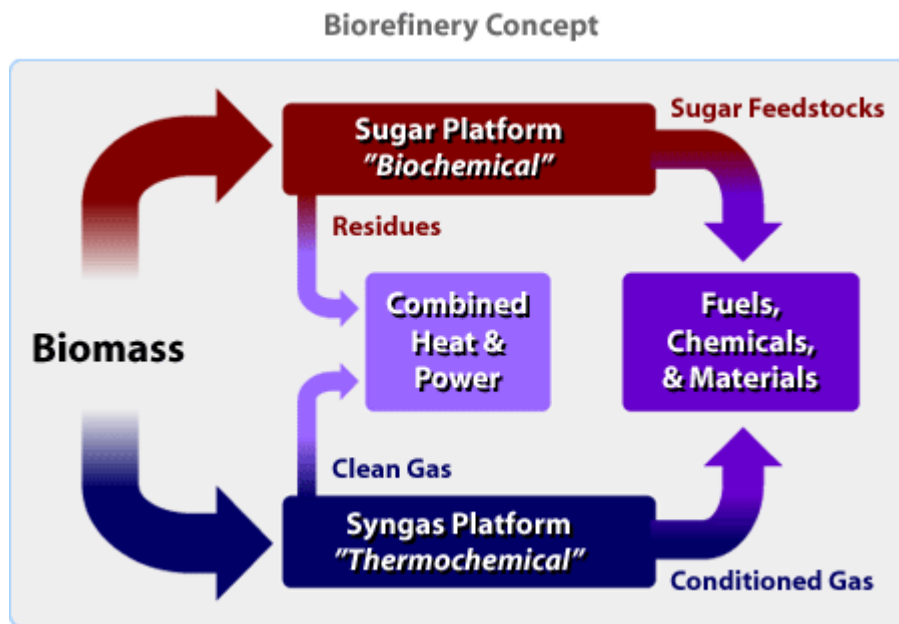 Biorefinery Concept
Sugar Feedstocks
Sugar Platform
”Biochemical”
Residues
Combined
Heat &
Power
Fuels,
Chemicals,
& Materials
Biomass
Clean Gas
Syngas Platform
”Thermochemical”
Conditioned Gas